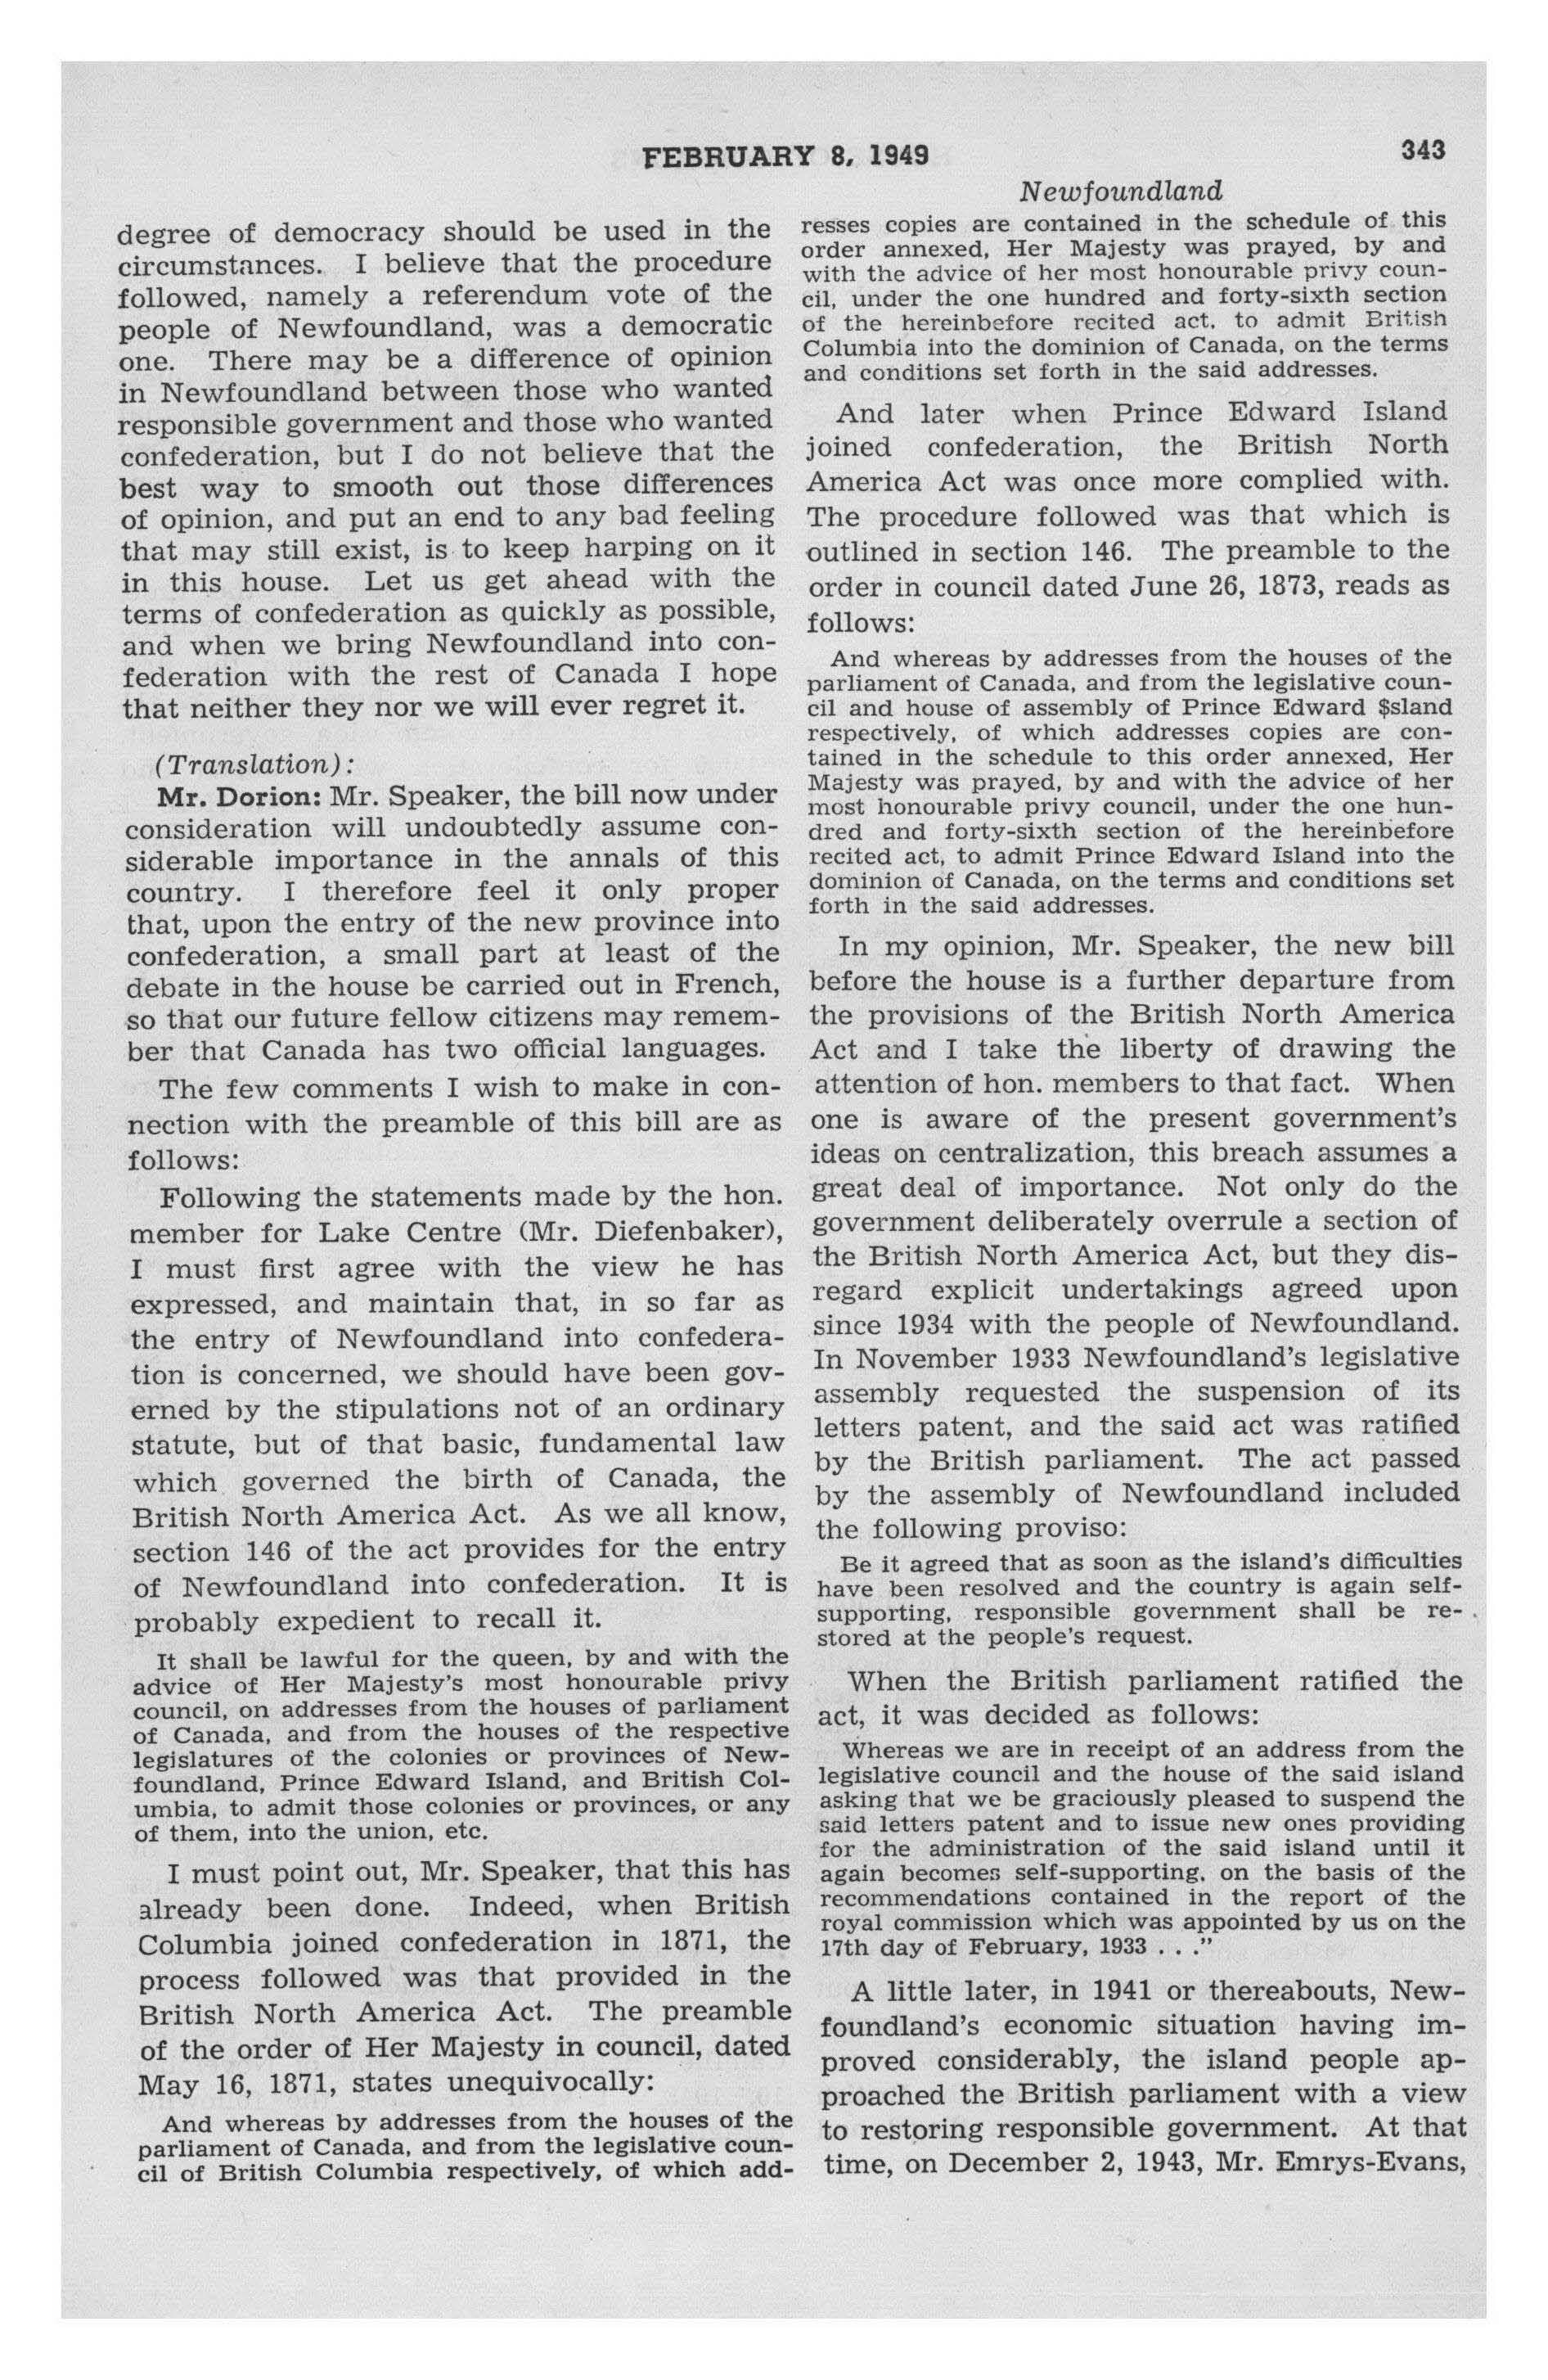 FEBRUARY 8, 1949
343
Newfoundland
degree of democracy should be used in the
circumstances. I believe that the procedure
followed, namely a referendum vote of the
people of Newfoundland, was a democratic
one. There may be a difference of opinion
in Newfoundland between those who wanted
responsible government and those who wanted
confederation, but I do not believe that the
best way to smooth out those differences
of opinion, and put an end to any bad feeling
that may still exist, is to keep harping on it
in this house. Let us get ahead with the
terms of confederation as quickly as possible,
and when we bring Newfoundland into con-
federation with the rest of Canada I hope
that neither they nor we will ever regret it.
(Translation):
Mr. Dorion: Mr. Speaker, the bill now under
consideration will undoubtedly assume con-
siderable importance in the annals of this
country. I therefore feel it only proper
that, upon the entry of the new province into
confederation, a small part at least of the
debate in the house be carried out in French,
so that our future fellow citizens may remem-
ber that Canada has two official languages.
The few comments I wish to make in con-
nection with the preamble of this bill are as
follows:
Following the statements made by the hon.
member for Lake Centre (Mr. Diefenbaker),
I must first agree with the view he has
expressed, and maintain that, in so far as
the entry of Newfoundland into confedera-
tion is concerned, we should have been gov-
erned by the stipulations not of an ordinary
statute, but of that basic, fundamental law
which governed the birth of Canada, the
British North America Act. As we all know,
section 146 of the act provides for the entry
of Newfoundland into confederation. It is
probably expedient to recall it.
It shall be lawful for the queen, by and with the
advice of Her Majesty's most honourable privy
council, on addresses from the houses of parliament
of Canada, and from the houses of the respective
legislatures of the colonies or provinces of New-
foundland, Prince Edward Island, and British Col-
umbia, to admit those colonies or provinces, or any
of them, into the union, etc.
I must point out, Mr. Speaker, that this has
already been done. Indeed, when British
Columbia joined confederation in 1871, the
process followed was that provided in the
British North America Act. The preamble
of the order of Her Majesty in council, dated
May 16, 1871, states unequivocally:
And whereas by addresses from the houses of the
parliament of Canada, and from the legislative coun-
cil of British Columbia respectively, of which add-
resses copies are contained in the schedule of this
order annexed, Her Majesty was prayed, by and
with the advice of her most honourable privy coun-
cil, under the one hundred and forty-sixth section
of the hereinbefore recited act, to admit British
Columbia into the dominion of Canada, on the terms
and conditions set forth in the said addresses.
And later when Prince Edward Island
joined confederation, the British North
America Act was once more complied with.
The procedure followed was that which is
outlined in section 146. The preamble to the
order in council dated June 26, 1873, reads as
follows:
And whereas by addresses from the houses of the
parliament of Canada, and from the legislative coun-
cil and house of assembly of Prince Edward $sland
respectively, of which addresses copies are con-
tained in the schedule to this order annexed, Her
Majesty was prayed, by and with the advice of her
most honourable privy council, under the one hun-
dred and forty-sixth section of the hereinbefore
recited act, to admit Prince Edward Island into the
dominion of Canada, on the terms and conditions set
forth in the said addresses.
In my opinion, Mr. Speaker, the new bill
before the house is a further departure from
the provisions of the British North America
Act and I take the liberty of drawing the
attention of hon. members to that fact. When
one is aware of the present government's
ideas on centralization, this breach assumes a
great deal of importance. Not only do the
government deliberately overrule a section of
the British North America Act, but they dis-
regard explicit undertakings agreed upon
since 1934 with the people of Newfoundland.
In November 1933 Newfoundland's legislative
assembly requested the suspension of its
letters patent, and the said act was ratified
by the British parliament. The act passed
by the assembly of Newfoundland included
the following proviso:
Be it agreed that as soon as the island's difficulties
have been resolved and the country is again self-
supporting, responsible government shall be re-
stored at the people's request.
When the British parliament ratified the
act, it was decided as follows:
Whereas we are in receipt of an address from the
legislative council and the house of the said island
asking that we be graciously pleased to suspend the
said letters patent and to issue new ones providing
for the administration of the said island until it
again becomes self-supporting, on the basis of the
recommendations contained in the report of the
royal commission which was appointed by us on the
17th day of February, 1933 . . ."
A little later, in 1941 or thereabouts, New-
foundland's economic situation having im-
proved considerably, the island people ap-
proached the British parliament with a view
to restoring responsible government. At that
time, on December 2, 1943, Mr. Emrys-Evans,